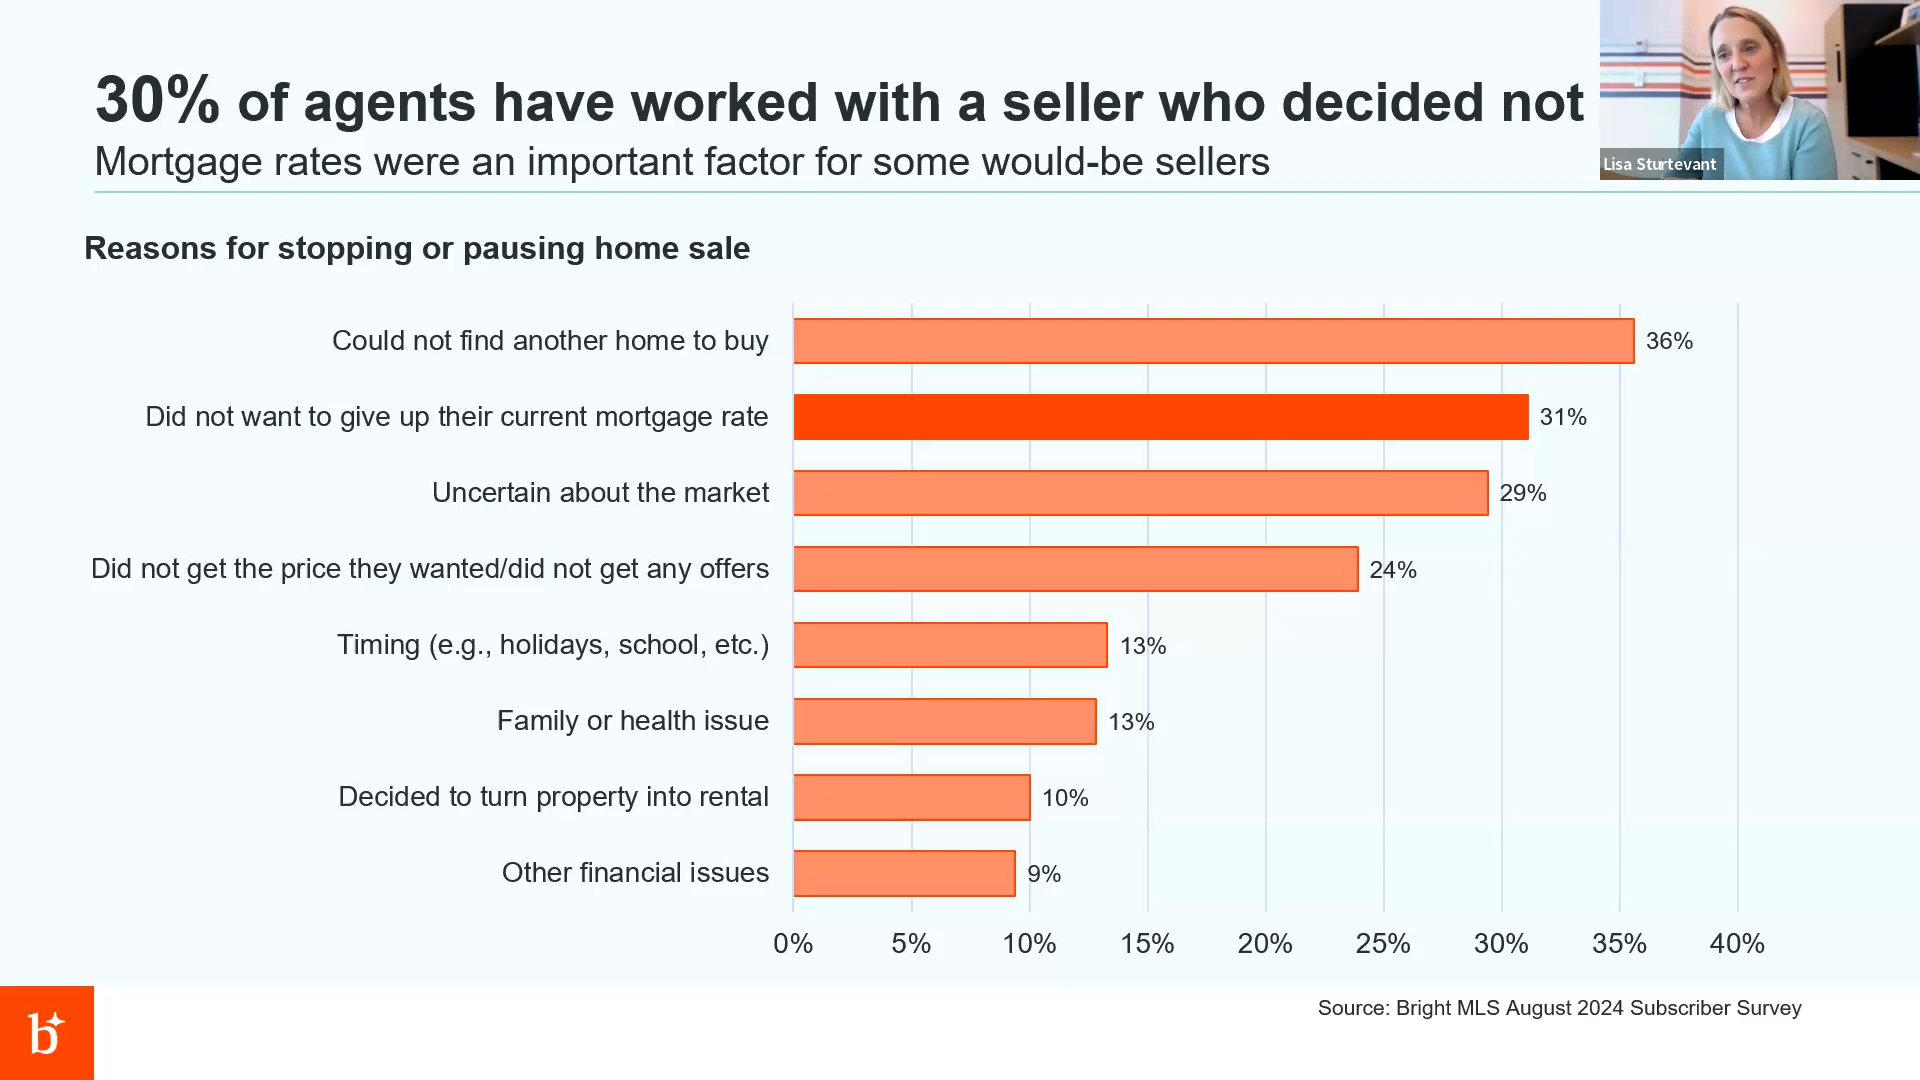 30% of agents have worked with a seller who decided not
Mortgage rates were an important factor for some would-be sellers
Lisa Sturtevant
Reasons for stopping or pausing home sale
Could not find another home to buy 36%
Did not want to give up their current mortgage rate 31%
Uncertain about the market 29%
Did not get the price they wanted/did not get any offers 24%
Timing (e.g., holidays, school, etc.) 13%
Family or health issue 13%
Decided to turn property into rental 10%
Other financial issues 9%
0% 5% 10% 15% 20% 25% 30% 35% 40%
Source: Bright MLS August 2024 Subscriber Survey
b